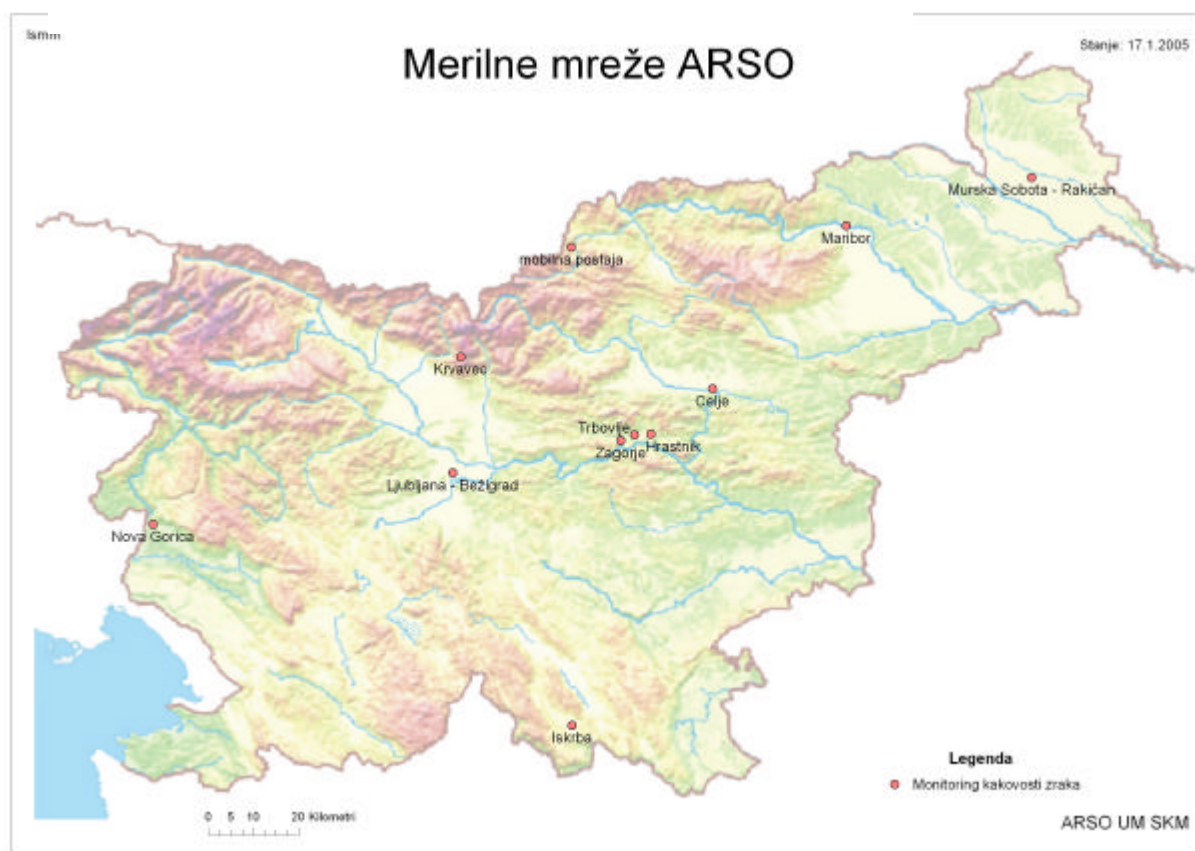 Stanje: 17.1.2005
Merilne mreže ARSO
Murska Sobota - Rakičan
Maribor
mobilna postaja
Krvavec
Celje
Trbovlje
Hrastnik
Zagorje
Ljubljana - Bežigrad
Nova Gorica
Iskrba
Legenda
Monitoring kakovosti zraka
0 5 10 20 Kilometri
ARSO UM SKM